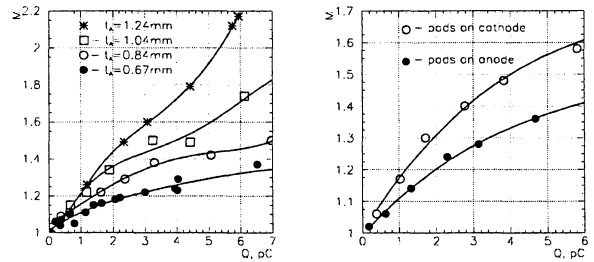 M
2.2
2
1.8
1.6
1.4
1.2
1
- t_A=1.24mm
- t_A=1.04mm
- t_A=0.84mm
- t_A=0.67mm
0 1 2 3 4 5 6 7
Q, pC
M
1.7
1.6
1.5
1.4
1.3
1.2
1.1
1
- pads on cathode
- pads on anode
0 1 2 3 4 5 6
Q, pC